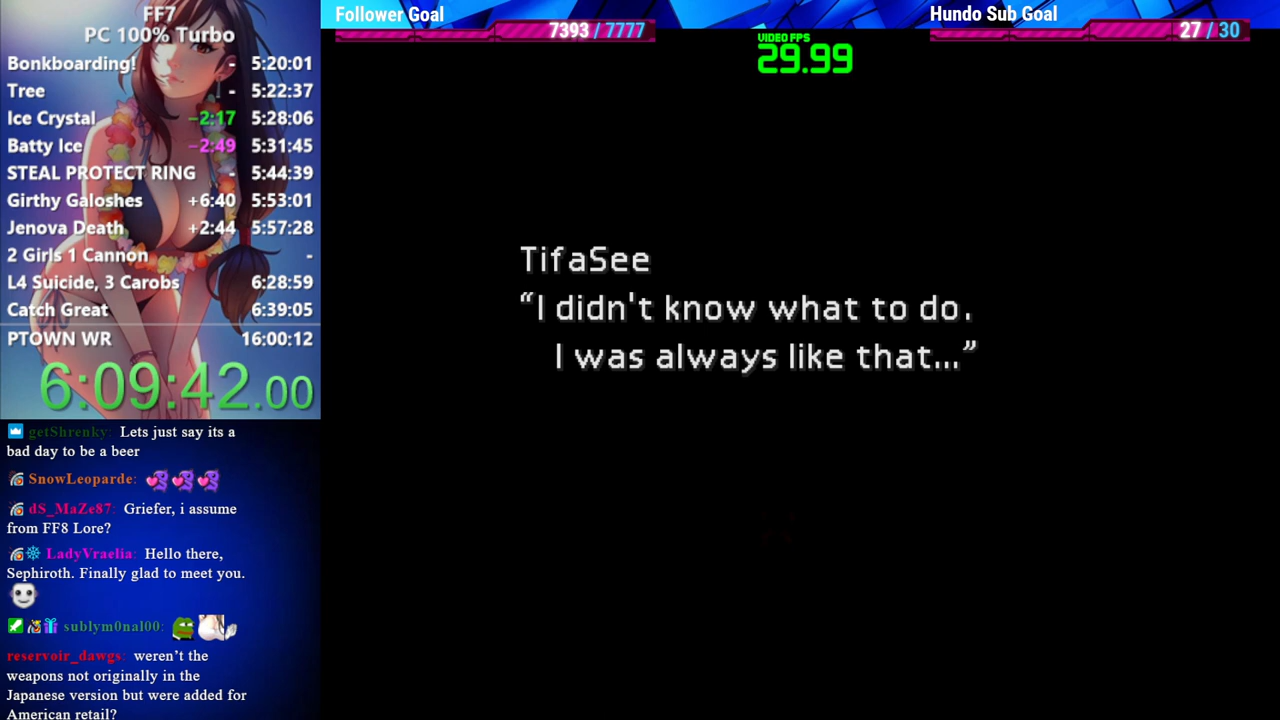 FF7
PC 100% Turbo
Bonkboarding! - 5:20:01
Tree - 5:22:37
Ice Crystal -2:17 5:28:06
Batty Ice -2:49 5:31:45
STEAL PROTECT RING - 5:44:39
Girthy Galoshes +6:40 5:53:01
Jenova Death +2:44 5:57:28
2 Girls 1 Cannon -
L4 Suicide, 3 Carobs 6:28:59
Catch Great 6:39:05
PTOWN WR 16:00:12
6:09:42.00
getShrenky: Lets just say its a
bad day to be a beer
SnowLeoparde:
dS_MaZe87: Griefer, i assume
from FF8 Lore?
LadyVraelia: Hello there,
Sephiroth. Finally glad to meet you.
sublym0nal00:
reservoir_dawgs: weren't the
weapons not originally in the
Japanese version but were added for
American retail?
Follower Goal
7393 / 7777
VIDEO FPS
29.99
Hundo Sub Goal
27 / 30
TifaSee
“I didn't know what to do.
I was always like that...”